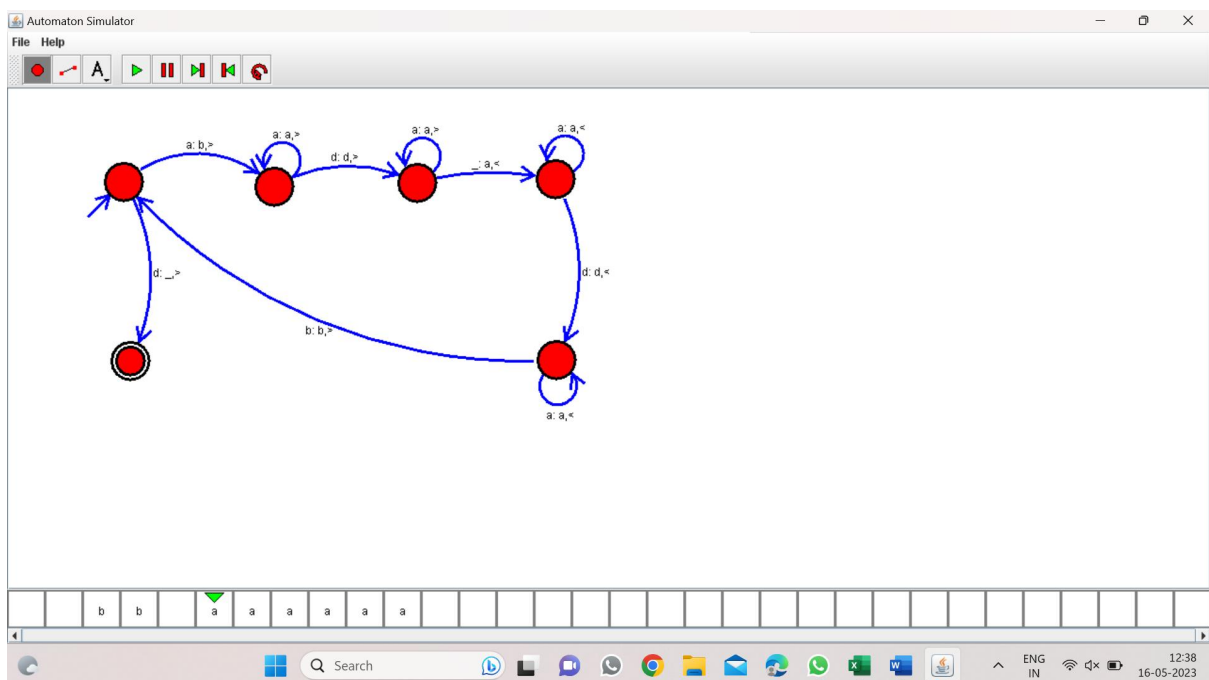 Automaton Simulator
File Help
A
a: b,>
a: a,>
d: d,>
a: a,>
_: a,<
a: a,<
d: _,>
d: d,<
b: b,>
a: a,<
b b a a a a a a
Search
ENG
IN
12:38
16-05-2023